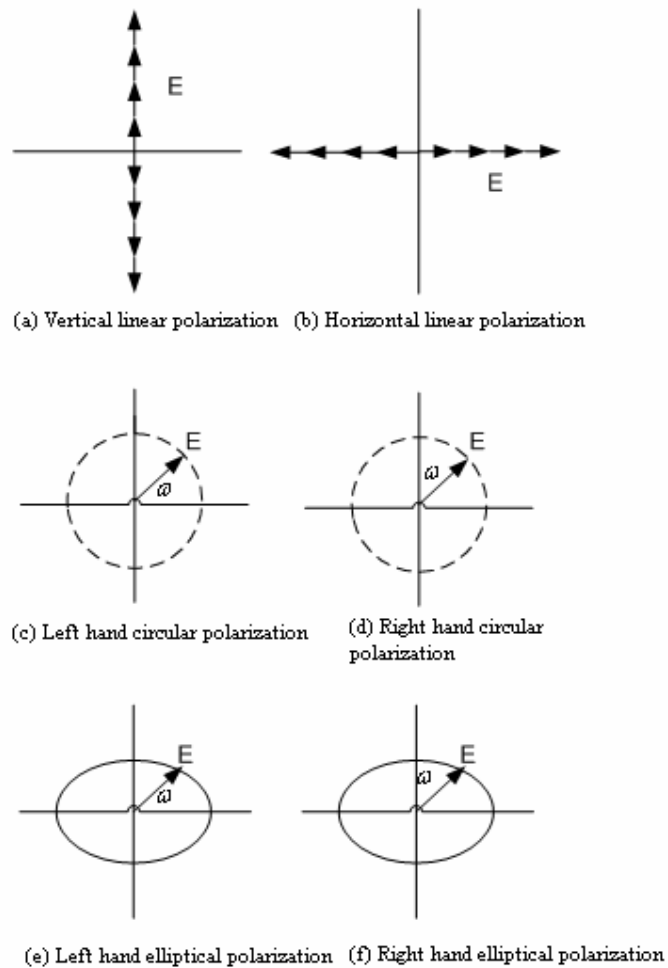 E
E
(a) Vertical linear polarization
(b) Horizontal linear polarization
E
ω
E
ω
(c) Left hand circular polarization
(d) Right hand circular
polarization
E
ω
E
ω
(e) Left hand elliptical polarization
(f) Right hand elliptical polarization